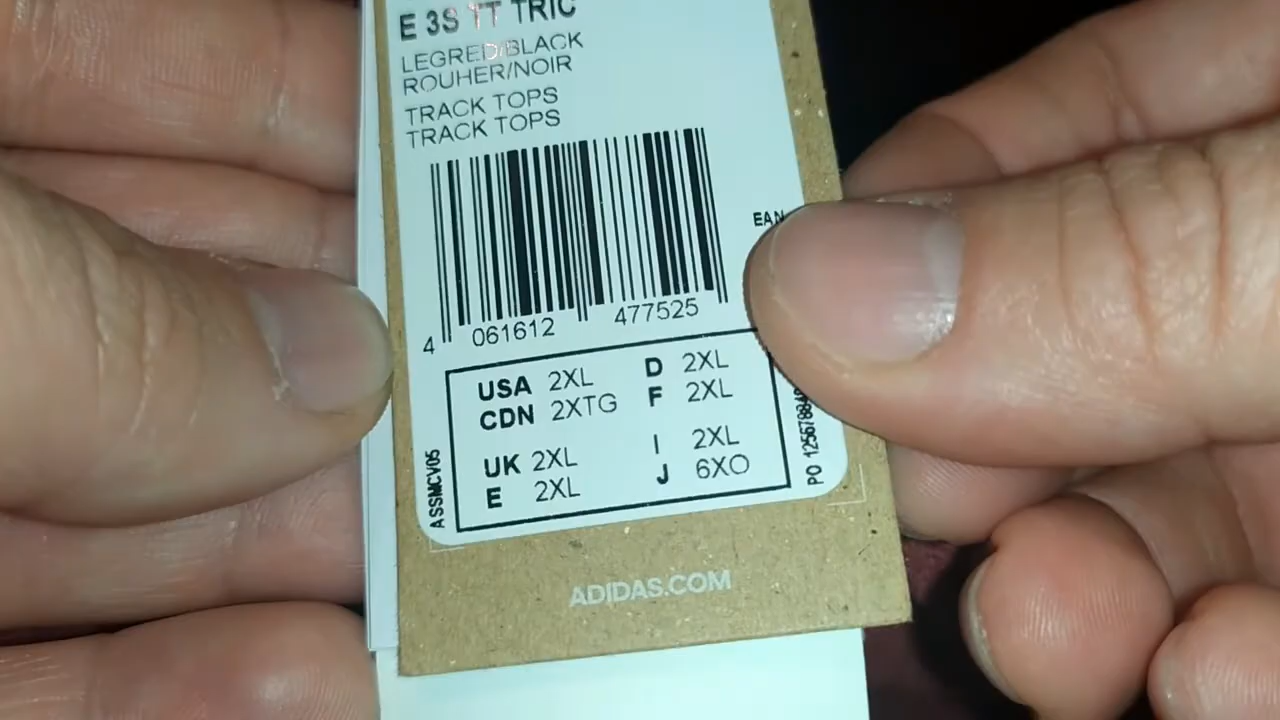 E 3S TT TRIC
LEGRED/BLACK
ROUHER/NOIR
TRACK TOPS
TRACK TOPS
EAN
4 061612 477525
USA 2XL D 2XL
CDN 2XTG F 2XL
UK 2XL I 2XL
E 2XL J 6XO
ASSMCV05
PO
ADIDAS.COM